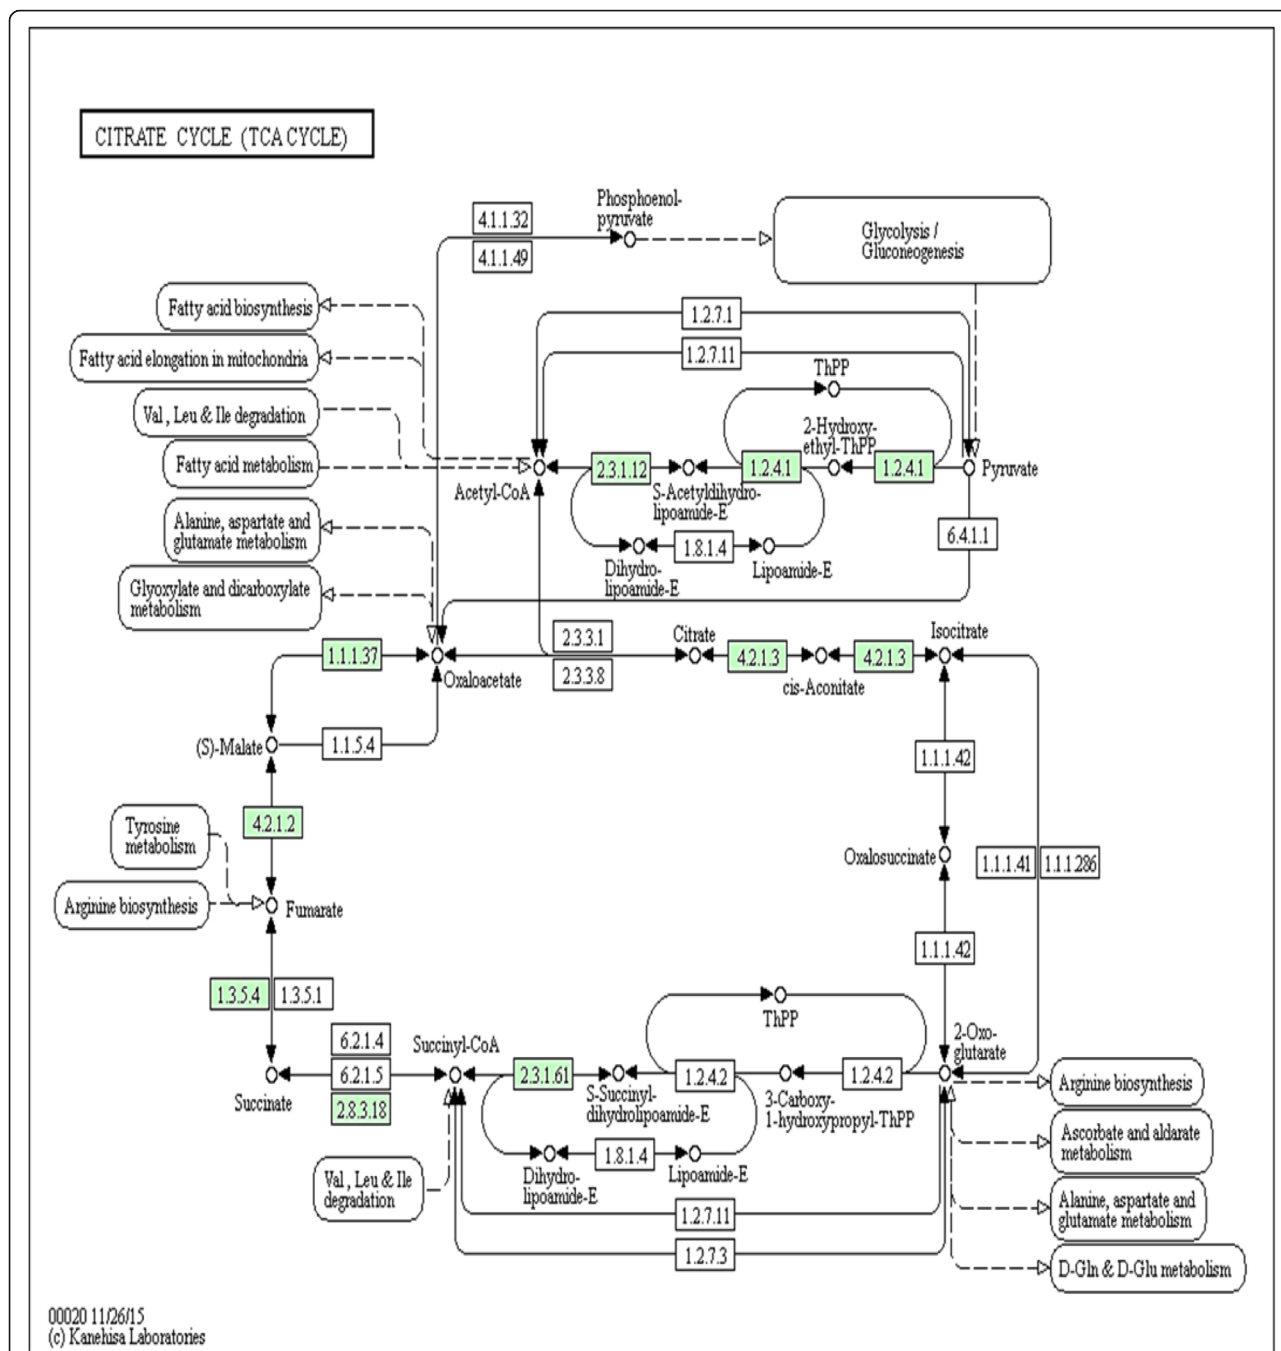 CITRATE CYCLE (TCA CYCLE)
Phosphoenol-
pyruvate
4.1.1.32
4.1.1.49
Glycolysis /
Gluconeogenesis
Fatty acid biosynthesis
Fatty acid elongation in mitochondria
Val, Leu & Ile degradation
Fatty acid metabolism
1.2.7.1
1.2.7.11
ThPP
2-Hydroxy-
ethyl-ThPP
2.3.1.12
1.2.4.1
1.2.4.1
Pyruvate
Acetyl-CoA
S-Acetyldihydro-
lipoamide-E
Alanine, aspartate and
glutamate metabolism
1.8.1.4
6.4.1.1
Dihydro-
lipoamide-E
Lipoamide-E
Glyoxylate and dicarboxylate
metabolism
1.1.1.37
Oxaloacetate
2.3.3.1
2.3.3.8
Citrate
4.2.1.3
cis-Aconitate
4.2.1.3
Isocitrate
(S)-Malate
1.1.5.4
1.1.1.42
4.2.1.2
Tyrosine
metabolism
Oxalosuccinate
1.1.1.41
1.1.1.286
Arginine biosynthesis
Fumarate
1.1.1.42
1.3.5.4
1.3.5.1
ThPP
6.2.1.4
6.2.1.5
2.8.3.18
Succinate
Succinyl-CoA
2.3.1.61
S-Succinyl-
dihydrolipoamide-E
1.2.4.2
3-Carboxy-
1-hydroxypropyl-ThPP
1.2.4.2
2-Oxo-
glutarate
Arginine biosynthesis
Ascorbate and aldarate
metabolism
1.8.1.4
Dihydro-
lipoamide-E
Lipoamide-E
Val, Leu & Ile
degradation
Alanine, aspartate and
glutamate metabolism
1.2.7.11
1.2.7.3
D-Gln & D-Glu metabolism
00020 11/26/15
(c) Kanehisa Laboratories